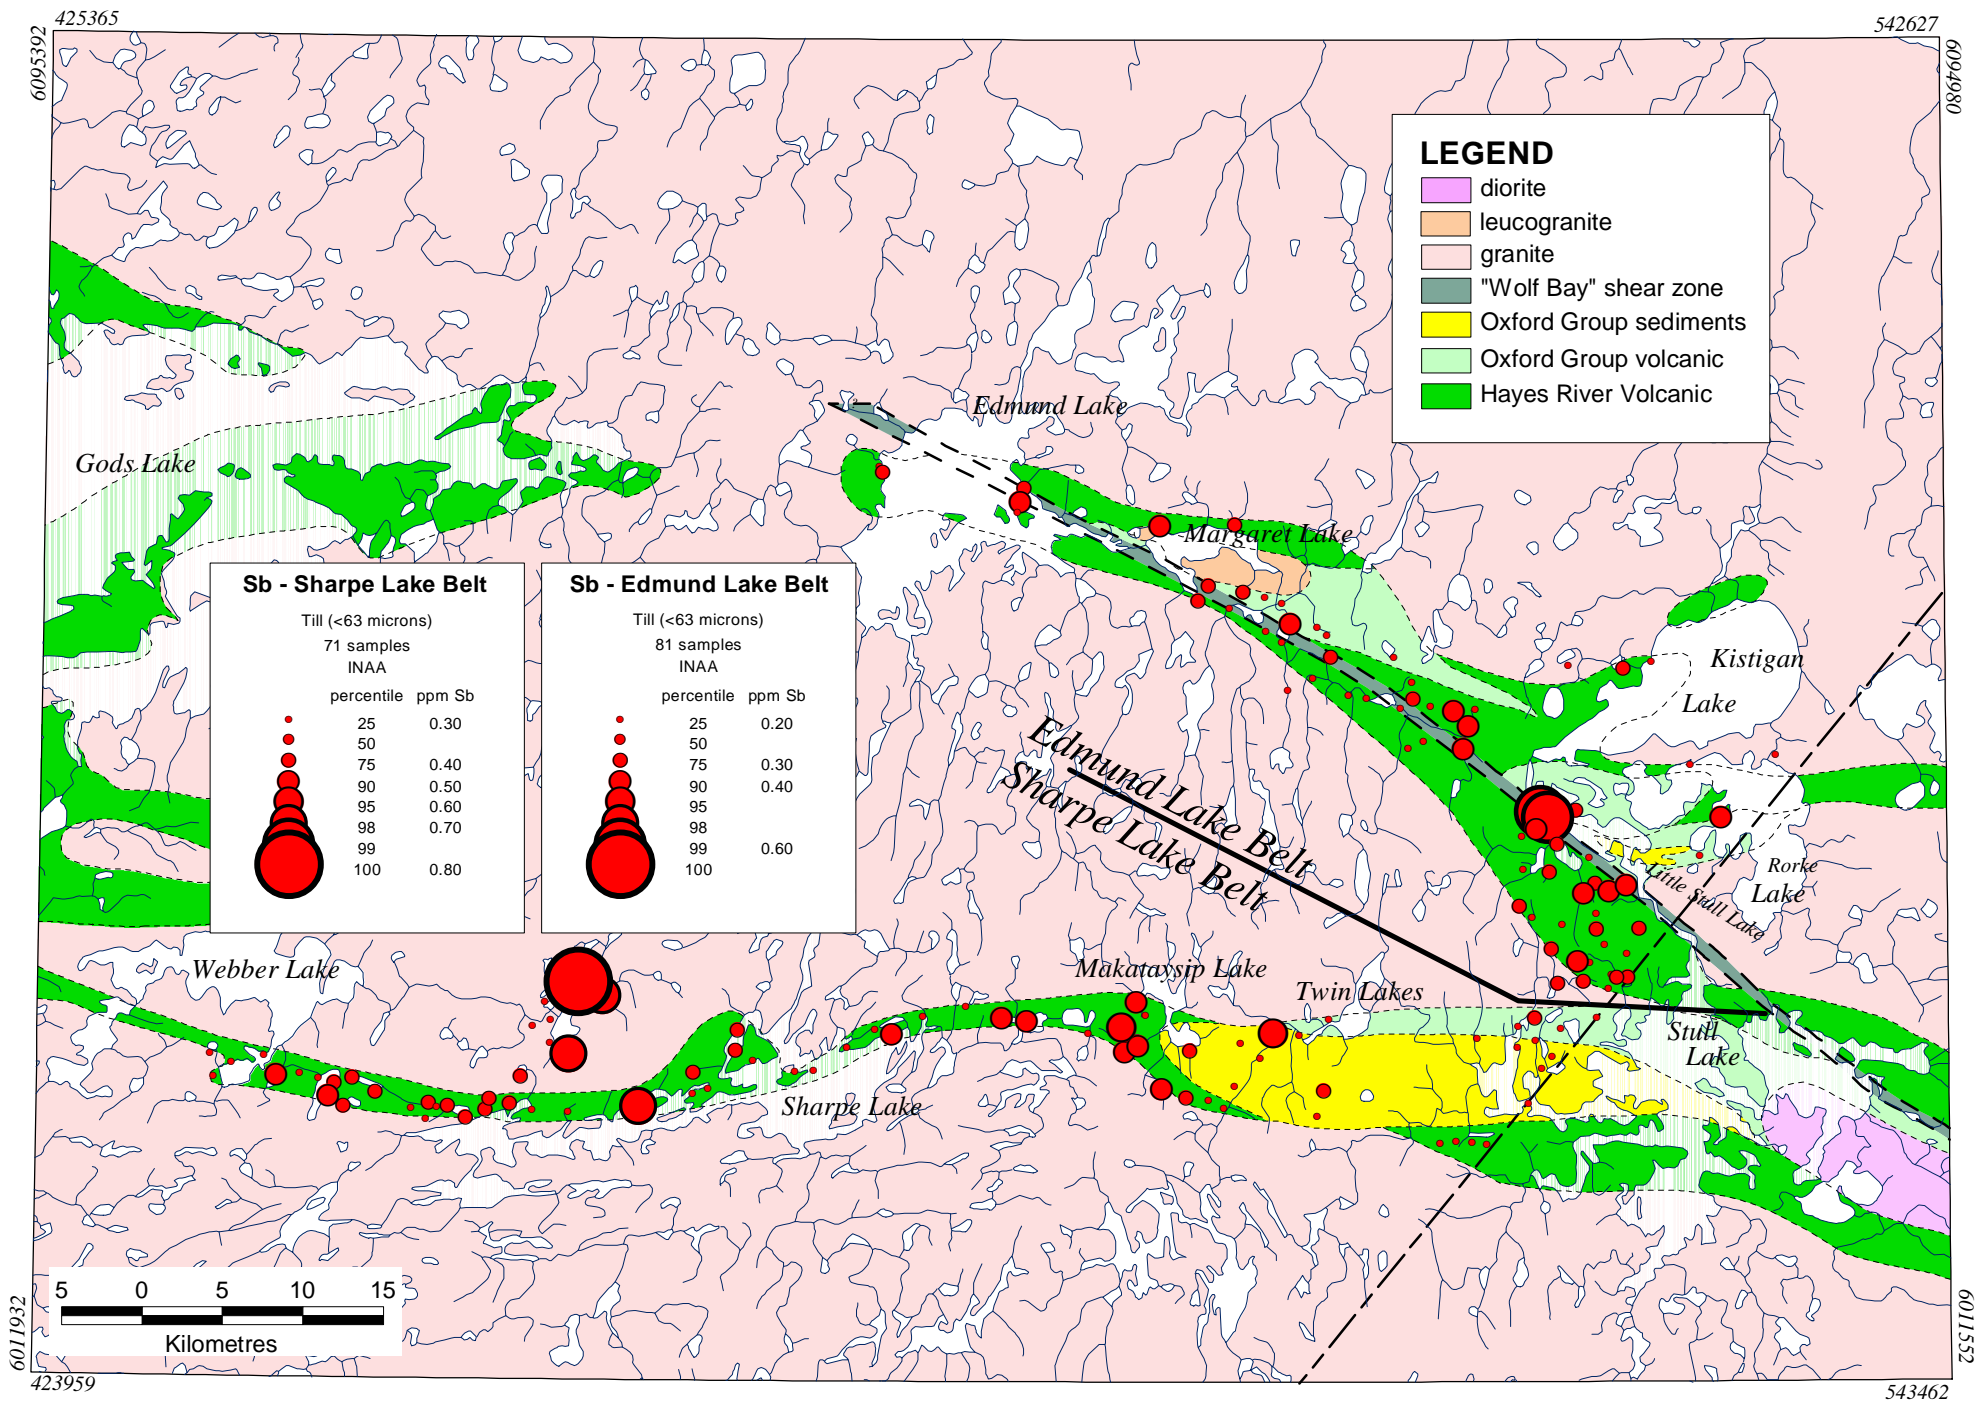 425365
542627
6095392
6094980
LEGEND
diorite
leucogranite
granite
"Wolf Bay" shear zone
Oxford Group sediments
Oxford Group volcanic
Hayes River Volcanic
Edmund Lake
Gods Lake
Margaret Lake
Kistigan
Lake
Sb - Sharpe Lake Belt
Till (<63 microns)
71 samples
INAA
percentile ppm Sb
25 0.30
50
75 0.40
90 0.50
95 0.60
98 0.70
99
100 0.80
Sb - Edmund Lake Belt
Till (<63 microns)
81 samples
INAA
percentile ppm Sb
25 0.20
50
75 0.30
90 0.40
95
98
99 0.60
100
Edmund Lake Belt
Sharpe Lake Belt
Rorke
Lake
Little Stull Lake
Webber Lake
Makataysip Lake
Twin Lakes
Stull
Lake
Sharpe Lake
5 0 5 10 15
Kilometres
6011932
6011552
423959
543462